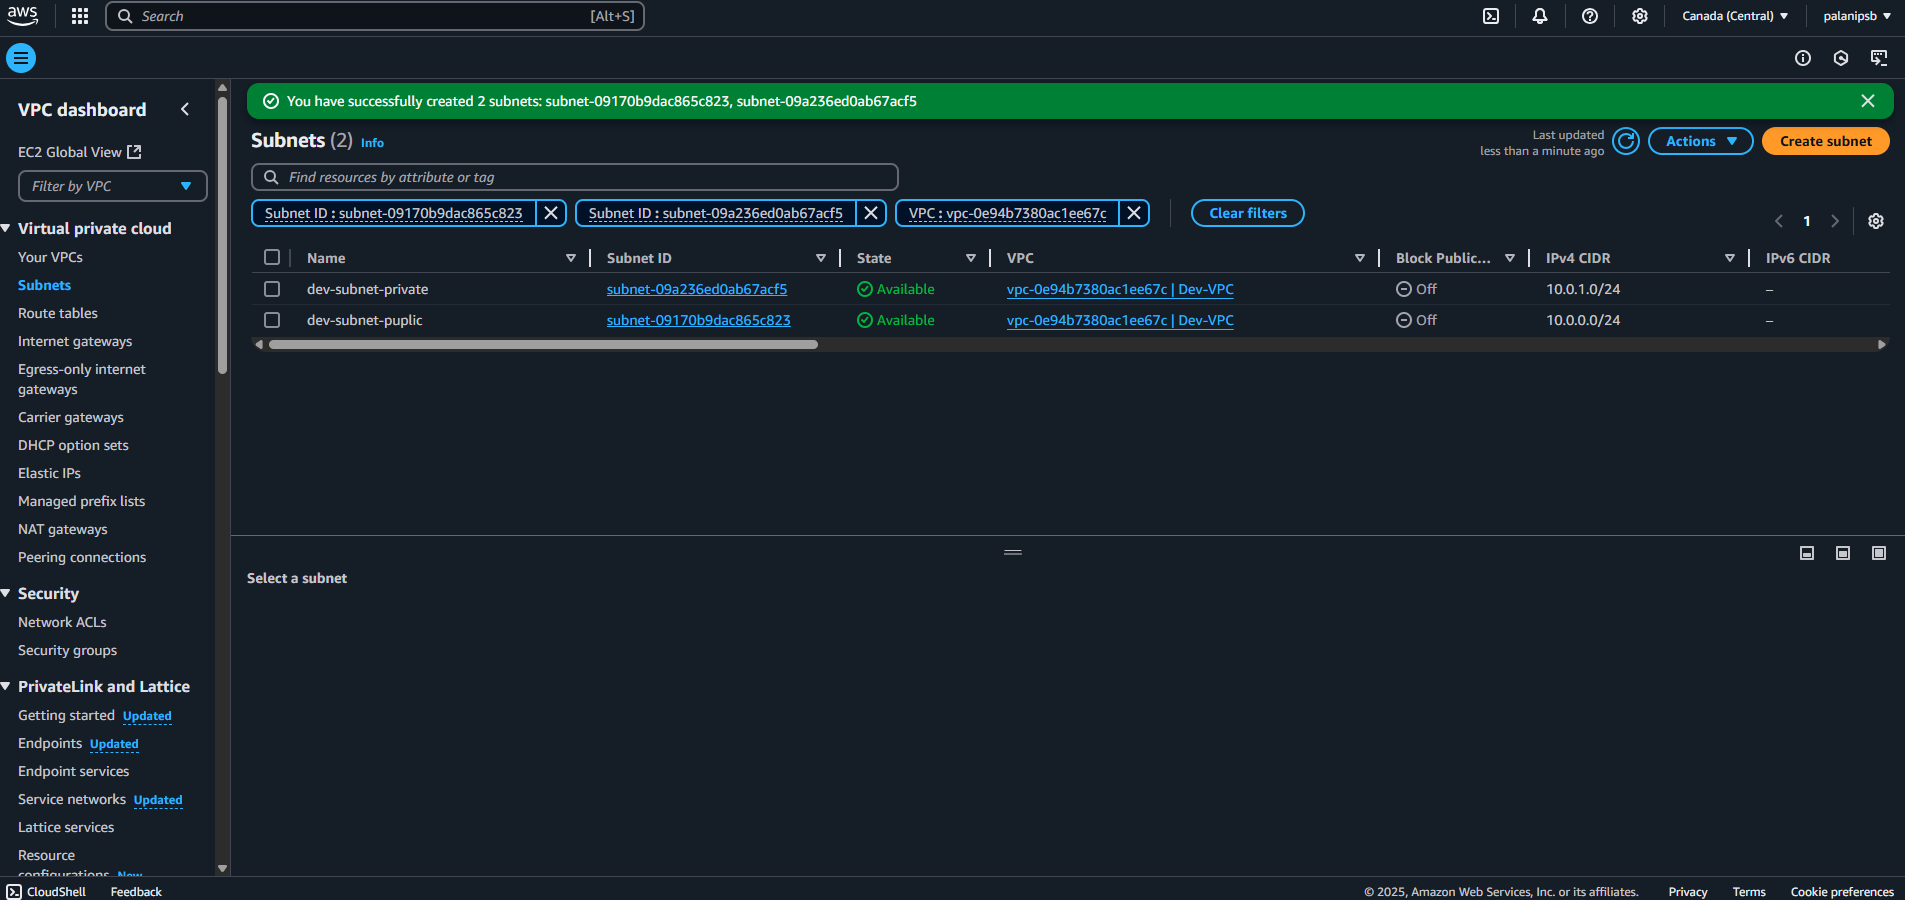 aws
Search [Alt+S]
Canada (Central)
palanipsb
VPC dashboard
EC2 Global View
Filter by VPC
Virtual private cloud
Your VPCs
Subnets
Route tables
Internet gateways
Egress-only internet
gateways
Carrier gateways
DHCP option sets
Elastic IPs
Managed prefix lists
NAT gateways
Peering connections
Security
Network ACLs
Security groups
PrivateLink and Lattice
Getting started Updated
Endpoints Updated
Endpoint services
Service networks Updated
Lattice services
Resource
configurations New
You have successfully created 2 subnets: subnet-09170b9dac865c823, subnet-09a236ed0ab67acf5
Subnets (2) Info
Last updated
less than a minute ago
Actions
Create subnet
Find resources by attribute or tag
Subnet ID : subnet-09170b9dac865c823
Subnet ID : subnet-09a236ed0ab67acf5
VPC : vpc-0e94b7380ac1ee67c
Clear filters
1
Name Subnet ID State VPC Block Public... IPv4 CIDR IPv6 CIDR
dev-subnet-private subnet-09a236ed0ab67acf5 Available vpc-0e94b7380ac1ee67c | Dev-VPC Off 10.0.1.0/24 –
dev-subnet-puplic subnet-09170b9dac865c823 Available vpc-0e94b7380ac1ee67c | Dev-VPC Off 10.0.0.0/24 –
Select a subnet
CloudShell Feedback
© 2025, Amazon Web Services, Inc. or its affiliates. Privacy Terms Cookie preferences